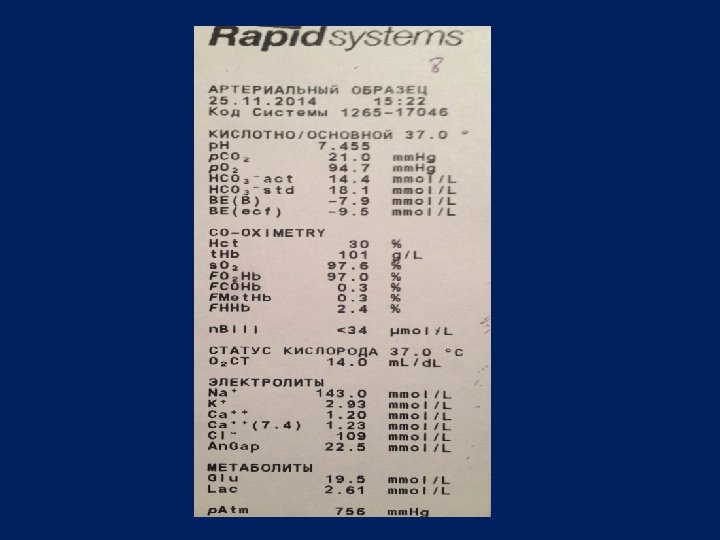 Rapidsystems
8
АРТЕРИАЛЬНЫЙ ОБРАЗЕЦ
25.11.2014 15:22
Код Системы 1265-17046
КИСЛОТНО/ОСНОВНОЙ 37.0 °
pH 7.455
pCO₂ 21.0 mmHg
pO₂ 94.7 mmHg
HCO₃⁻act 14.4 mmol/L
HCO₃⁻std 18.1 mmol/L
BE(B) -7.9 mmol/L
BE(ecf) -9.5 mmol/L
CO-OXIMETRY
Hct 30 %
tHb 101 g/L
sO₂ 97.6 %
FO₂Hb 97.0 %
FCOHb 0.3 %
FMetHb 0.3 %
FHHb 2.4 %
nBili <34 µmol/L
СТАТУС КИСЛОРОДА 37.0 °C
O₂CT 14.0 mL/dL
ЭЛЕКТРОЛИТЫ
Na⁺ 143.0 mmol/L
K⁺ 2.93 mmol/L
Ca⁺⁺ 1.20 mmol/L
Ca⁺⁺(7.4) 1.23 mmol/L
Cl⁻ 109 mmol/L
AnGap 22.5 mmol/L
МЕТАБОЛИТЫ
Glu 19.5 mmol/L
Lac 2.61 mmol/L
pAtm 756 mmHg